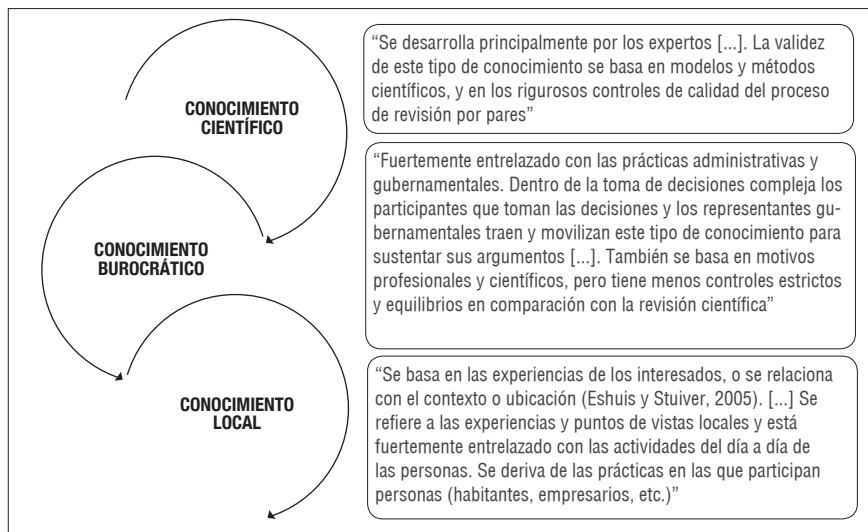 CONOCIMIENTO
CIENTÍFICO
“Se desarrolla principalmente por los expertos [...]. La validez
de este tipo de conocimiento se basa en modelos y métodos
científicos, y en los rigurosos controles de calidad del proceso
de revisión por pares”
CONOCIMIENTO
BUROCRÁTICO
“Fuertemente entrelazado con las prácticas administrativas y
gubernamentales. Dentro de la toma de decisiones compleja los
participantes que toman las decisiones y los representantes gu-
bernamentales traen y movilizan este tipo de conocimiento para
sustentar sus argumentos [...]. También se basa en motivos
profesionales y científicos, pero tiene menos controles estrictos
y equilibrios en comparación con la revisión científica”
CONOCIMIENTO
LOCAL
“Se basa en las experiencias de los interesados, o se relaciona
con el contexto o ubicación (Eshuis y Stuiver, 2005). [...] Se
refiere a las experiencias y puntos de vistas locales y está
fuertemente entrelazado con las actividades del día a día de
las personas. Se deriva de las prácticas en las que participan
personas (habitantes, empresarios, etc.)”